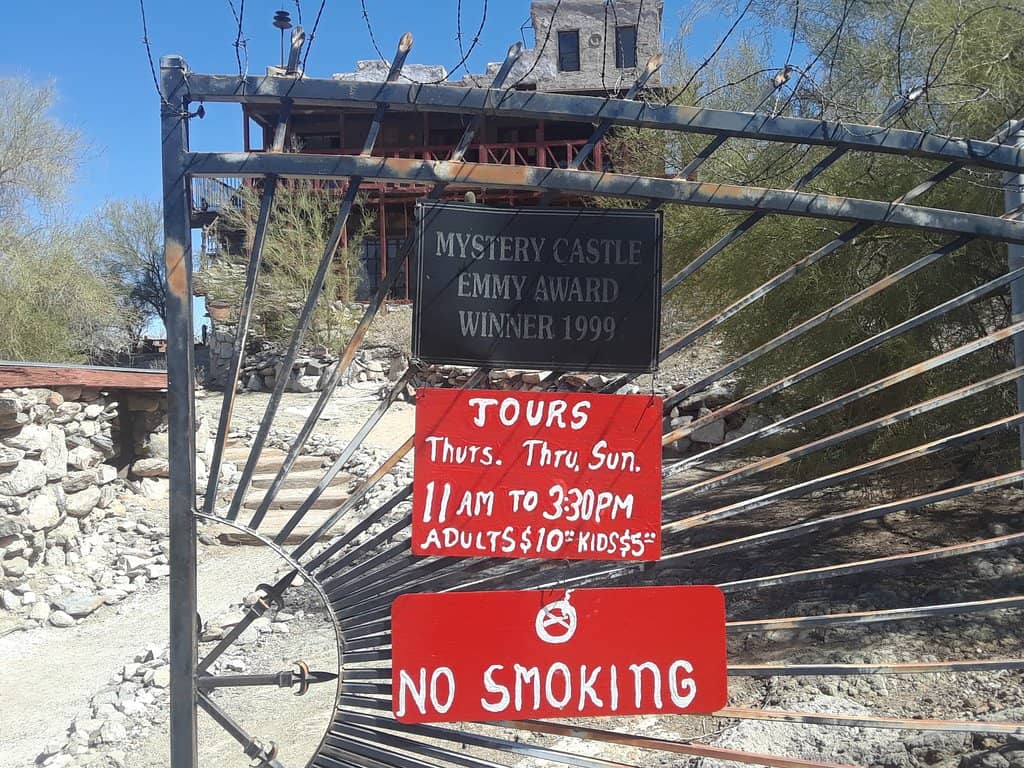 MYSTERY CASTLE
EMMY AWARD
WINNER 1999
TOURS
Thurs. Thru, Sun.
11 AM TO 3:30PM
ADULTS $10.00 KIDS $5.00
NO SMOKING